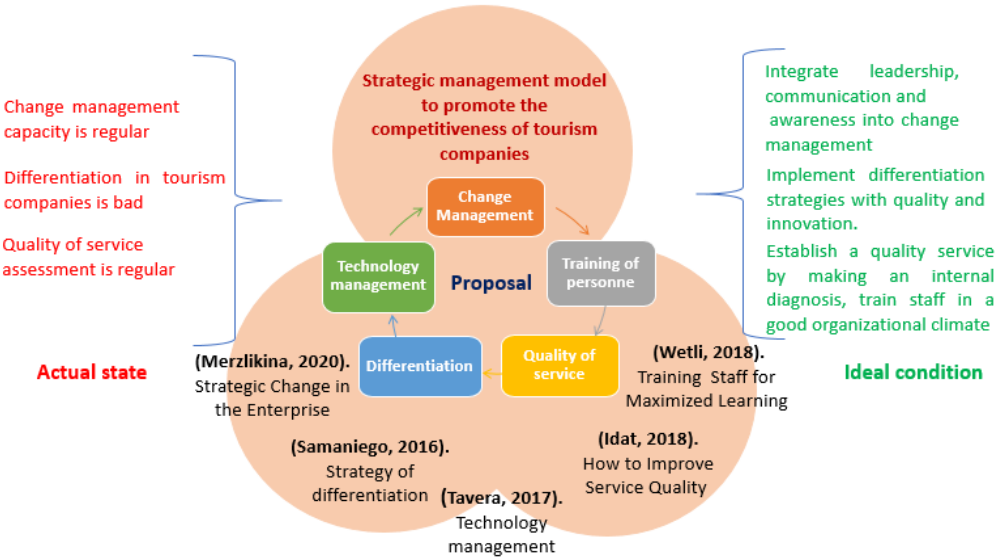 Strategic management model
to promote the
competitiveness of tourism
companies
Change management
capacity is regular
Differentiation in tourism
companies is bad
Quality of service
assessment is regular
Actual state
Change
Management
Training of
personne
Quality of
service
Differentiation
Technology
management
Proposal
(Merzlikina, 2020).
Strategic Change in
the Enterprise
(Samaniego, 2016).
Strategy of
differentiation
(Tavera, 2017).
Technology
management
(Idat, 2018).
How to Improve
Service Quality
(Wetli, 2018).
Training Staff for
Maximized Learning
Integrate leadership,
communication and
awareness into change
management
Implement differentiation
strategies with quality and
innovation.
Establish a quality service
by making an internal
diagnosis, train staff in a
good organizational climate
Ideal condition